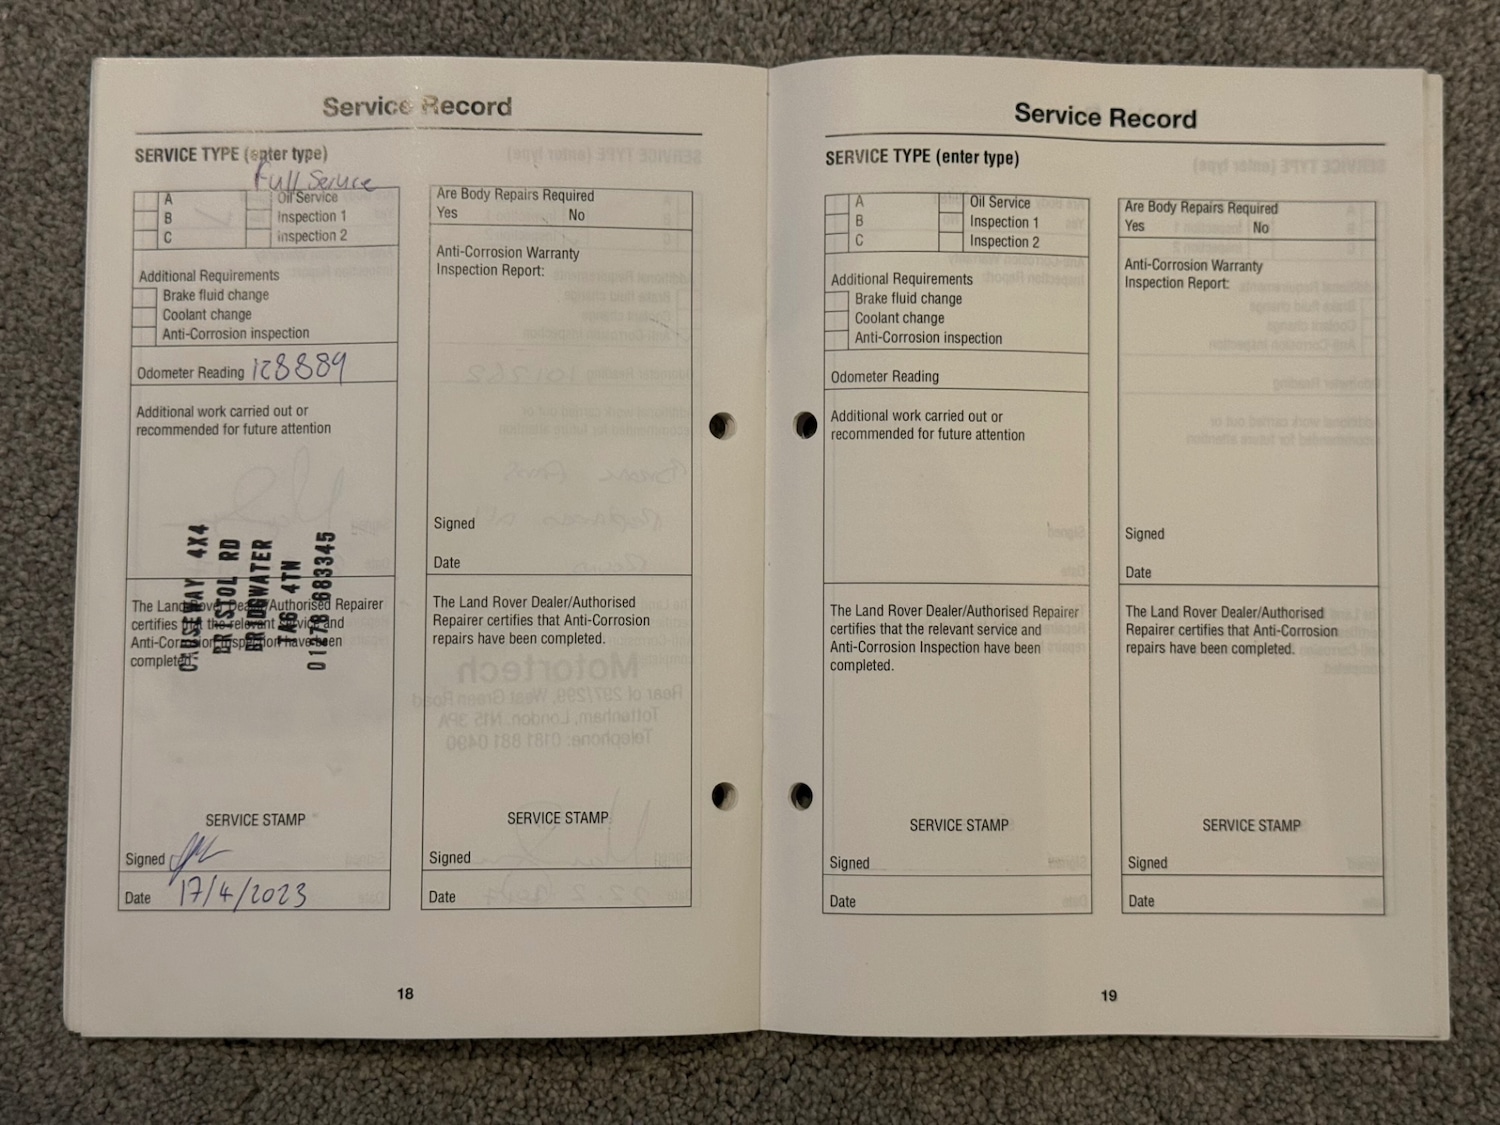 Service Record
SERVICE TYPE (enter type)
Full Service
A
Oil Service
B
Inspection 1
C
Inspection 2
Additional Requirements
Brake fluid change
Coolant change
Anti-Corrosion inspection
Odometer Reading 128889
Additional work carried out or
recommended for future attention
CAUSEWAY 4X4
BRISTOL RD
BRIDGWATER
TA6 4TN
01278 683345
The Land Rover Dealer/Authorised Repairer
certifies that the relevant service and
Anti-Corrosion Inspection have been
completed.
SERVICE STAMP
Signed
Date 17/4/2023
Are Body Repairs Required
Yes No
Anti-Corrosion Warranty
Inspection Report:
Signed
Date
The Land Rover Dealer/Authorised
Repairer certifies that Anti-Corrosion
repairs have been completed.
SERVICE STAMP
Signed
Date
18
Service Record
SERVICE TYPE (enter type)
A
Oil Service
B
Inspection 1
C
Inspection 2
Additional Requirements
Brake fluid change
Coolant change
Anti-Corrosion inspection
Odometer Reading
Additional work carried out or
recommended for future attention
The Land Rover Dealer/Authorised Repairer
certifies that the relevant service and
Anti-Corrosion Inspection have been
completed.
SERVICE STAMP
Signed
Date
Are Body Repairs Required
Yes No
Anti-Corrosion Warranty
Inspection Report:
Signed
Date
The Land Rover Dealer/Authorised
Repairer certifies that Anti-Corrosion
repairs have been completed.
SERVICE STAMP
Signed
Date
19